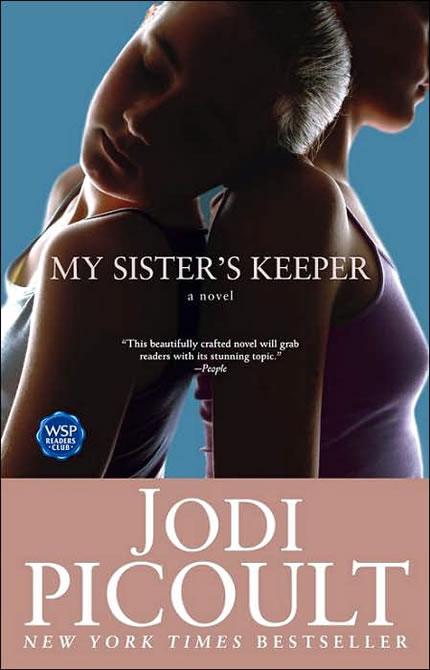 MY SISTER'S KEEPER
a novel
“This beautifully crafted novel will grab
readers with its stunning topic.”
—People
WSP
READERS
·CLUB·
JODI
PICOULT
NEW YORK TIMES BESTSELLER